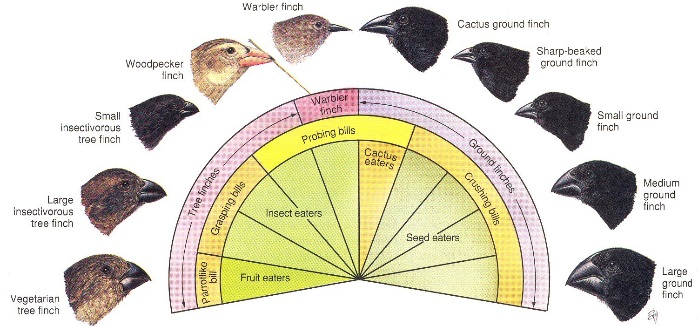 Warbler finch
Cactus ground finch
Woodpecker
finch
Sharp-beaked
ground finch
Small
insectivorous
tree finch
Small ground
finch
Large
insectivorous
tree finch
Medium
ground
finch
Vegetarian
tree finch
Large
ground
finch
Warbler
finch
Tree finches
Ground finches
Probing bills
Grasping bills
Crushing bills
Parrotlike
bill
Cactus
eaters
Insect eaters
Seed eaters
Fruit eaters